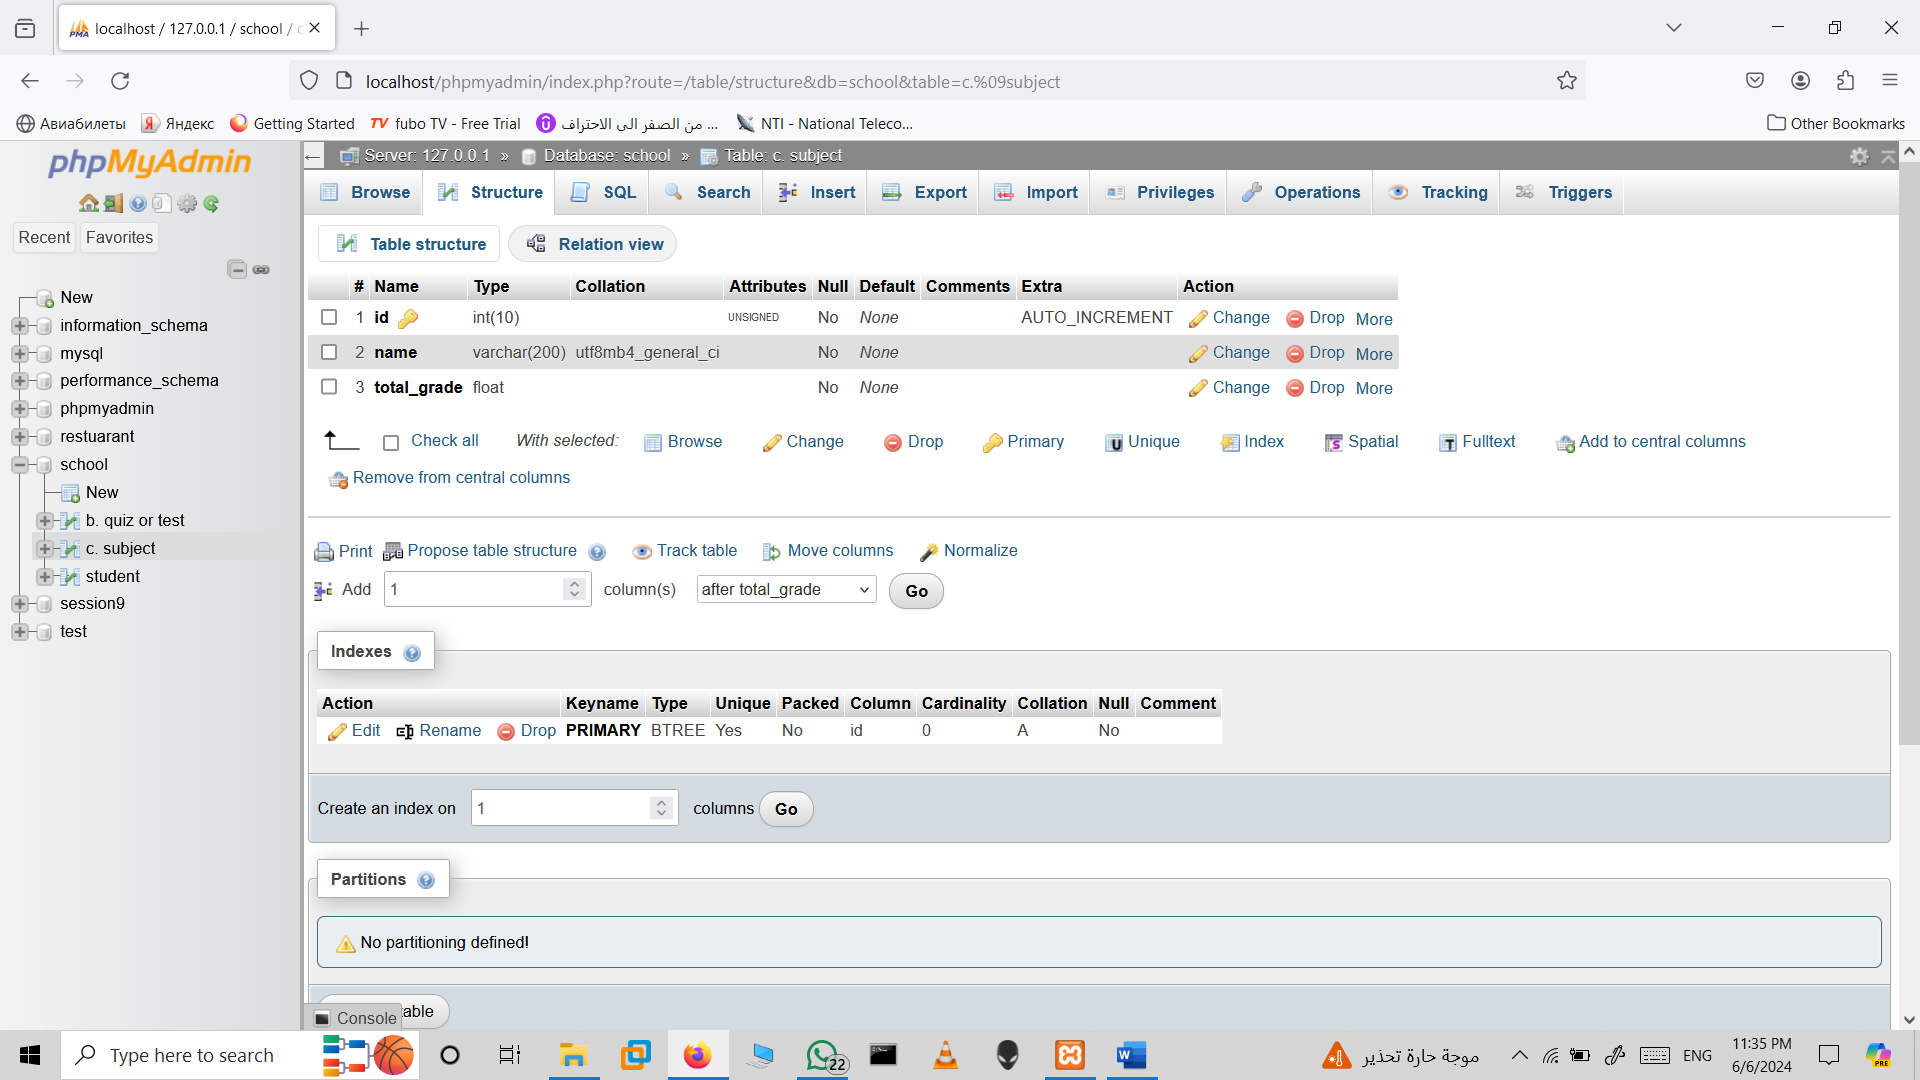 localhost / 127.0.0.1 / school / c
localhost/phpmyadmin/index.php?route=/table/structure&db=school&table=c.%09subject
Авиабилеты Яндекс Getting Started fubo TV - Free Trial من الصفر الى الاحتراف ... NTI - National Teleco... Other Bookmarks
phpMyAdmin
Recent Favorites
New
information_schema
mysql
performance_schema
phpmyadmin
restuarant
school
New
b. quiz or test
c. subject
student
session9
test
Server: 127.0.0.1 » Database: school » Table: c. subject
Browse Structure SQL Search Insert Export Import Privileges Operations Tracking Triggers
Table structure Relation view
# Name Type Collation Attributes Null Default Comments Extra Action
1 id int(10) UNSIGNED No None AUTO_INCREMENT Change Drop More
2 name varchar(200) utf8mb4_general_ci No None Change Drop More
3 total_grade float No None Change Drop More
Check all With selected: Browse Change Drop Primary Unique Index Spatial Fulltext Add to central columns
Remove from central columns
Print Propose table structure Track table Move columns Normalize
Add 1 column(s) after total_grade Go
Indexes
Action Keyname Type Unique Packed Column Cardinality Collation Null Comment
Edit Rename Drop PRIMARY BTREE Yes No id 0 A No
Create an index on 1 columns Go
Partitions
No partitioning defined!
Console able
Type here to search 22 موجة حارة تحذير ENG 11:35 PM
6/6/2024